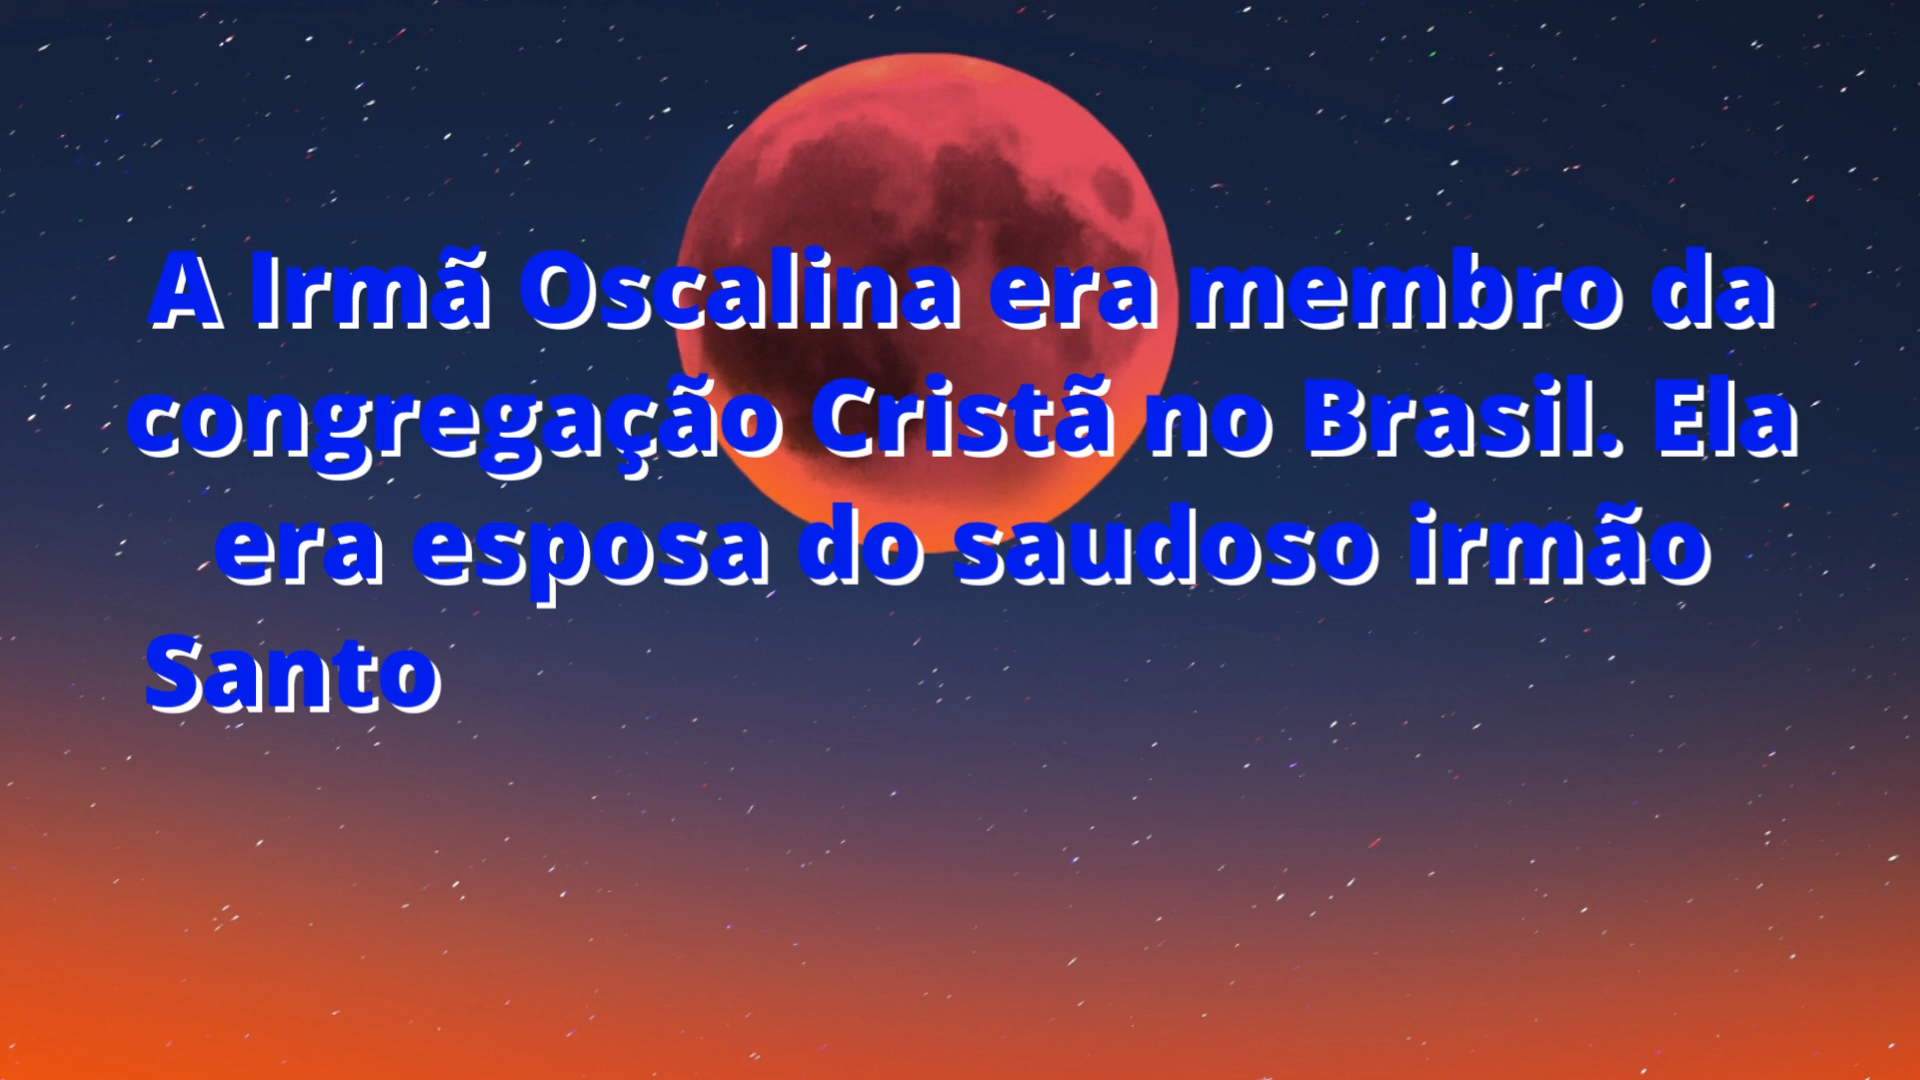 A Irmã Oscalina era membro da
congregação Cristã no Brasil. Ela
era esposa do saudoso irmão
Santo